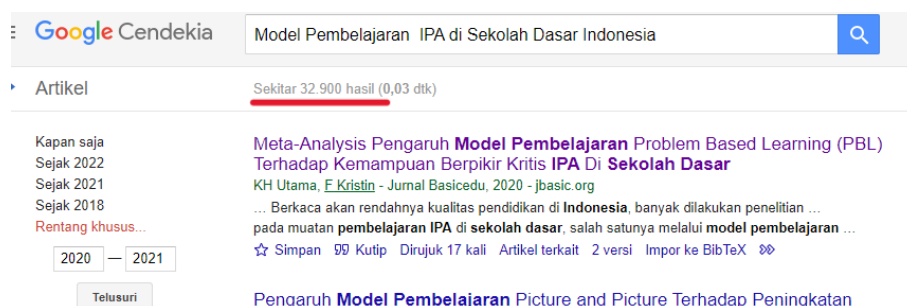 Google Cendekia
Model Pembelajaran IPA di Sekolah Dasar Indonesia
Artikel
Sekitar 32.900 hasil (0,03 dtk)
Kapan saja
Sejak 2022
Sejak 2021
Sejak 2018
Rentang khusus...
2020 — 2021
Telusuri
Meta-Analysis Pengaruh Model Pembelajaran Problem Based Learning (PBL)
Terhadap Kemampuan Berpikir Kritis IPA Di Sekolah Dasar
KH Utama, F Kristin - Jurnal Basicedu, 2020 - jbasic.org
... Berkaca akan rendahnya kualitas pendidikan di Indonesia, banyak dilakukan penelitian ...
pada muatan pembelajaran IPA di sekolah dasar, salah satunya melalui model pembelajaran ...
Simpan Kutip Dirujuk 17 kali Artikel terkait 2 versi Impor ke BibTeX
Pengaruh Model Pembelajaran Picture and Picture Terhadap Peningkatan